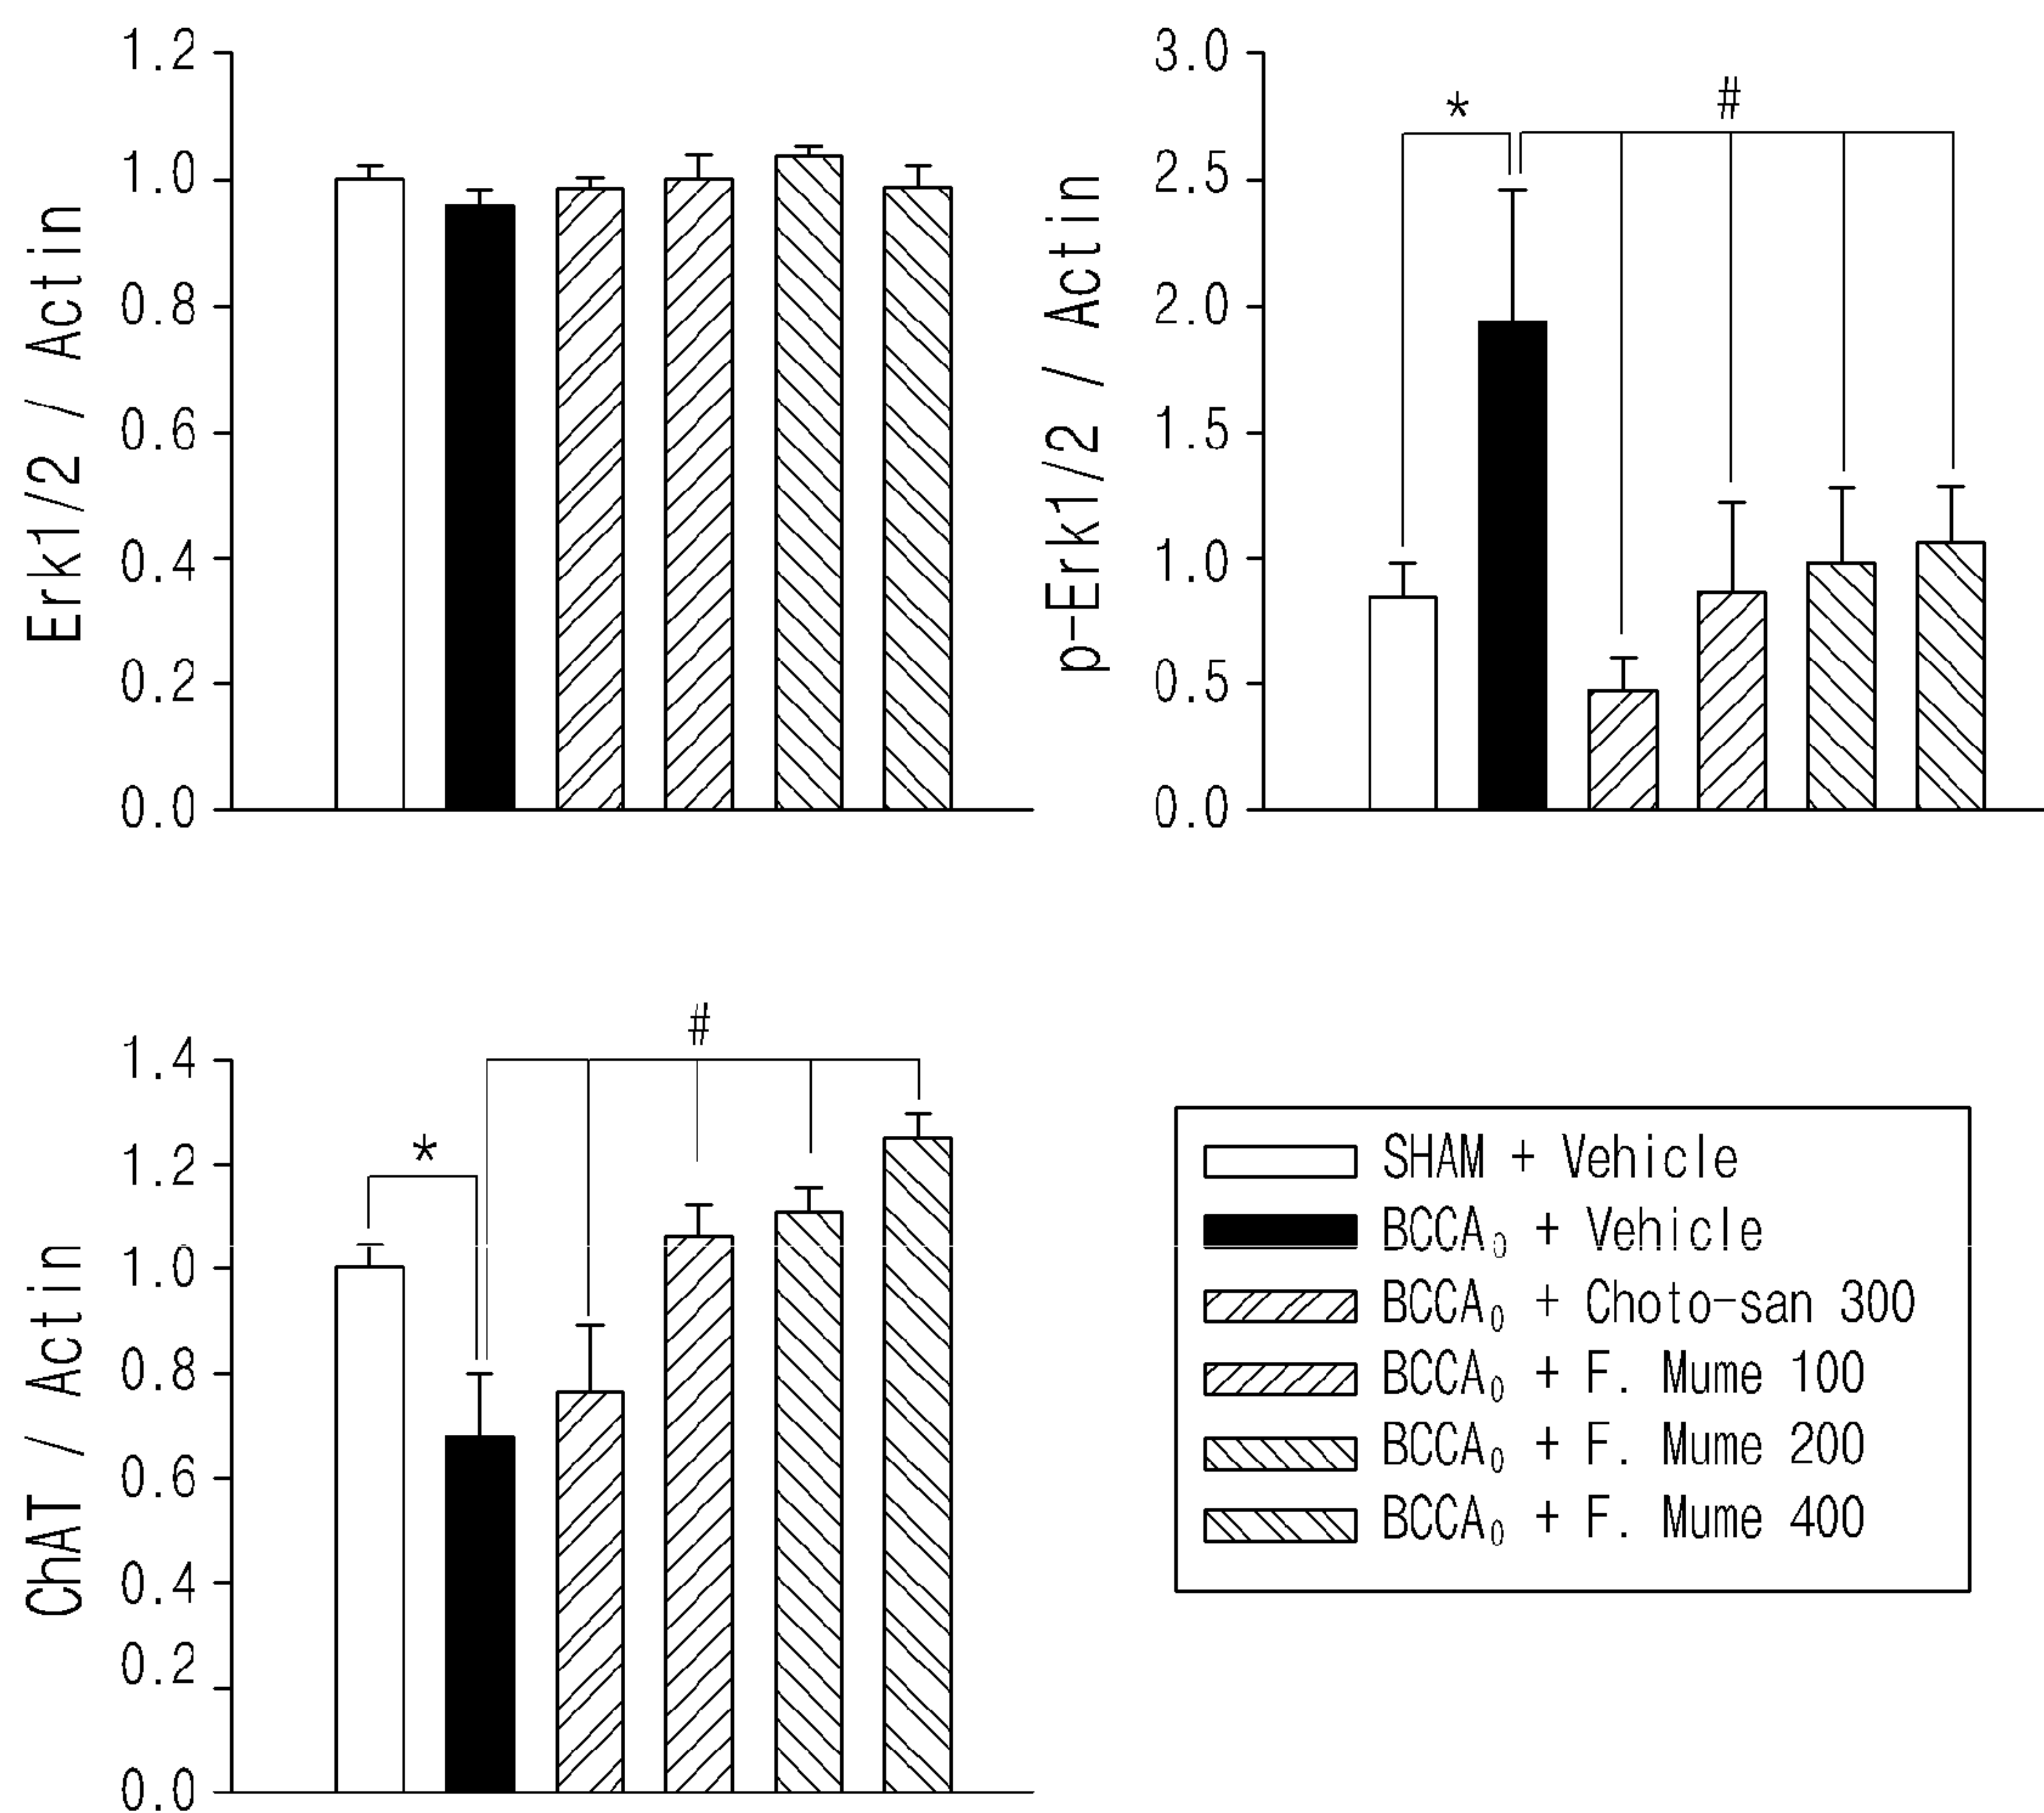 Erk1/2 / Actin
1.2
1.0
0.8
0.6
0.4
0.2
0.0
p-Erk1/2 / Actin
3.0
2.5
2.0
1.5
1.0
0.5
0.0
*
#
ChAT / Actin
1.4
1.2
1.0
0.8
0.6
0.4
0.2
0.0
*
#
SHAM + Vehicle
BCCA₀ + Vehicle
BCCA₀ + Choto-san 300
BCCA₀ + F. Mume 100
BCCA₀ + F. Mume 200
BCCA₀ + F. Mume 400